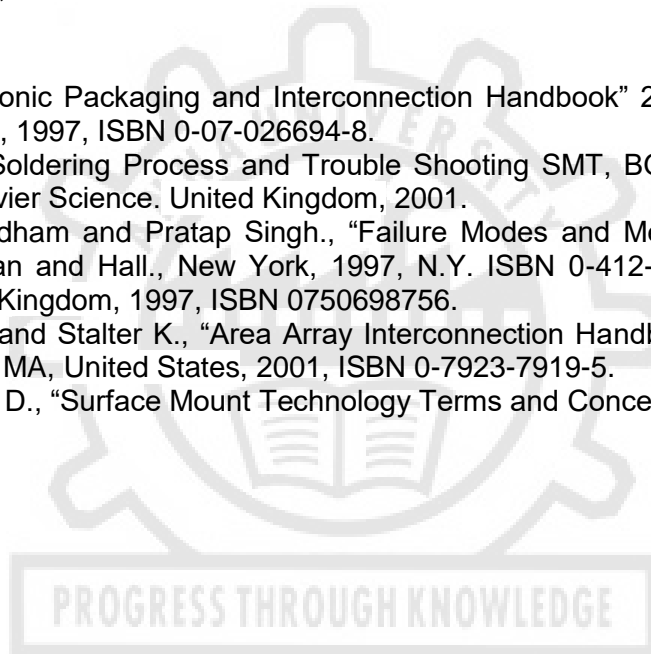 onic Packaging and Interconnection Handbook” 2
, 1997, ISBN 0-07-026694-8.
Soldering Process and Trouble Shooting SMT, BC
vier Science. United Kingdom, 2001.
dham and Pratap Singh., “Failure Modes and Me
an and Hall., New York, 1997, N.Y. ISBN 0-412-
Kingdom, 1997, ISBN 0750698756.
and Stalter K., “Area Array Interconnection Handb
MA, United States, 2001, ISBN 0-7923-7919-5.
D., “Surface Mount Technology Terms and Conce
UNIVERSITY
PROGRESS THROUGH KNOWLEDGE